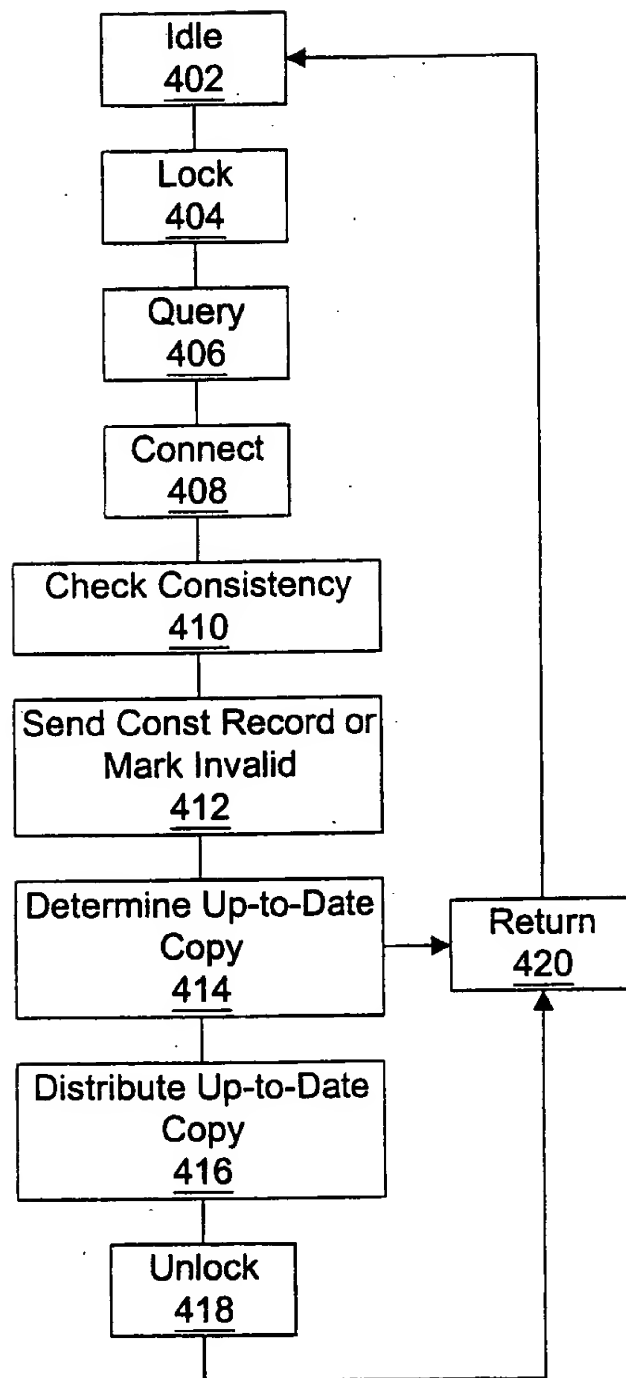 Idle
402
Lock
404
Query
406
Connect
408
Check Consistency
410
Send Const Record or
Mark Invalid
412
Determine Up-to-Date
Copy
414
Return
420
Distribute Up-to-Date
Copy
416
Unlock
418